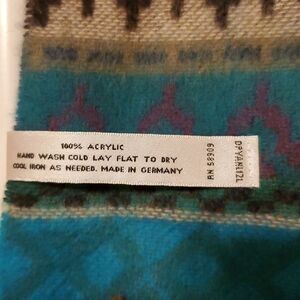 100% ACRYLIC
HAND WASH COLD LAY FLAT TO DRY
COOL IRON AS NEEDED. MADE IN GERMANY
RN 58909